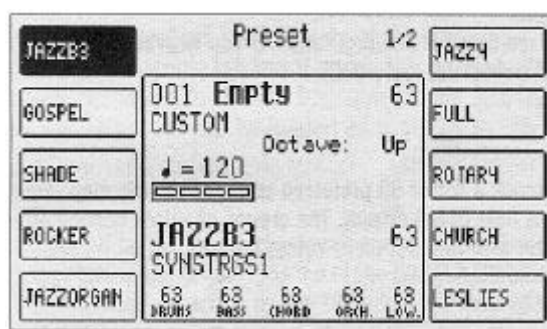 Preset 1/2
JAZZB3
JAZZ4
GOSPEL
001 Empty 63
CUSTOM
FULL
Octave: Up
SHADE
♩ = 120
ROTARY
ROCKER
JAZZB3 63
SYNSTRGS1
CHURCH
JAZZORGAN
63 63 63 63 63
DRUMS BASS CHORD ORCH. LOW.
LESLIES